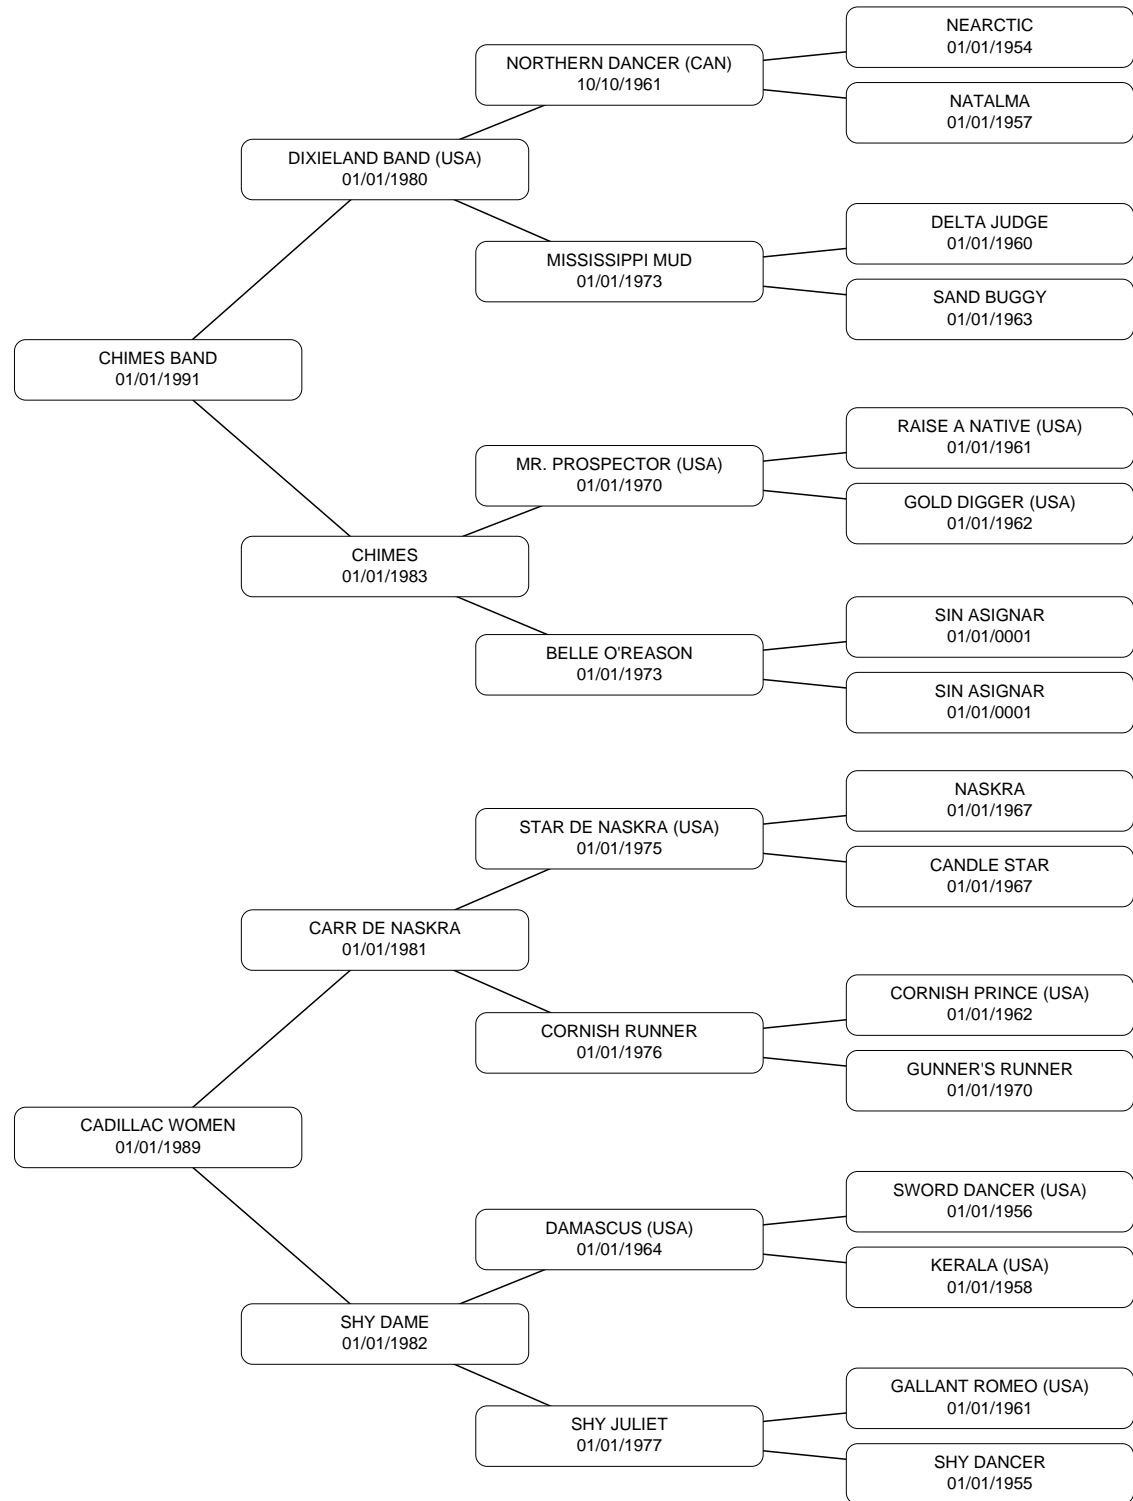 NEARCTIC
01/01/1954
NORTHERN DANCER (CAN)
10/10/1961
NATALMA
01/01/1957
DIXIELAND BAND (USA)
01/01/1980
DELTA JUDGE
01/01/1960
MISSISSIPPI MUD
01/01/1973
SAND BUGGY
01/01/1963
CHIMES BAND
01/01/1991
RAISE A NATIVE (USA)
01/01/1961
MR. PROSPECTOR (USA)
01/01/1970
GOLD DIGGER (USA)
01/01/1962
CHIMES
01/01/1983
SIN ASIGNAR
01/01/0001
BELLE O'REASON
01/01/1973
SIN ASIGNAR
01/01/0001
NASKRA
01/01/1967
STAR DE NASKRA (USA)
01/01/1975
CANDLE STAR
01/01/1967
CARR DE NASKRA
01/01/1981
CORNISH PRINCE (USA)
01/01/1962
CORNISH RUNNER
01/01/1976
GUNNER'S RUNNER
01/01/1970
CADILLAC WOMEN
01/01/1989
SWORD DANCER (USA)
01/01/1956
DAMASCUS (USA)
01/01/1964
KERALA (USA)
01/01/1958
SHY DAME
01/01/1982
GALLANT ROMEO (USA)
01/01/1961
SHY JULIET
01/01/1977
SHY DANCER
01/01/1955